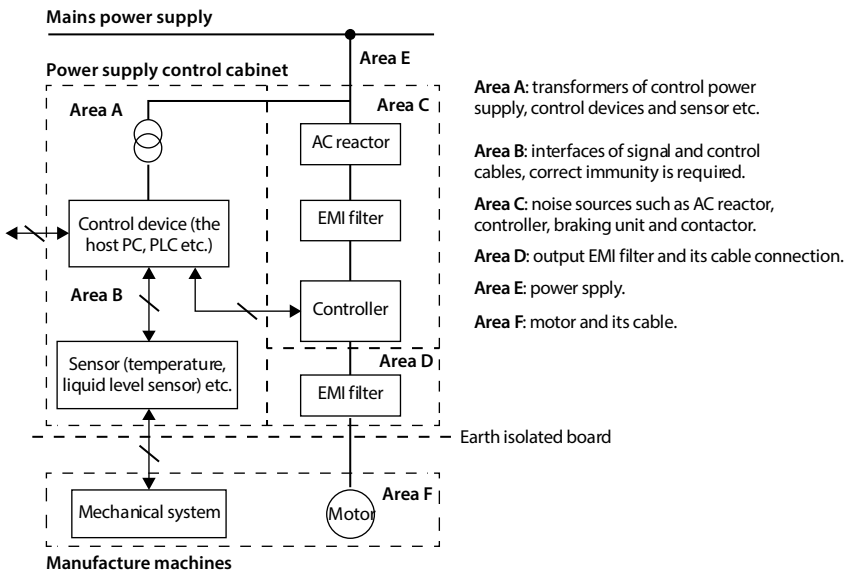 Mains power supply
Area E
Power supply control cabinet
Area A
Area C
AC reactor
EMI filter
Control device (the
host PC, PLC etc.)
Area B
Controller
Sensor (temperature,
liquid level sensor) etc.
Area D
EMI filter
Earth isolated board
Area F
Mechanical system
Motor
Manufacture machines
Area A: transformers of control power
supply, control devices and sensor etc.
Area B: interfaces of signal and control
cables, correct immunity is required.
Area C: noise sources such as AC reactor,
controller, braking unit and contactor.
Area D: output EMI filter and its cable connection.
Area E: power spply.
Area F: motor and its cable.